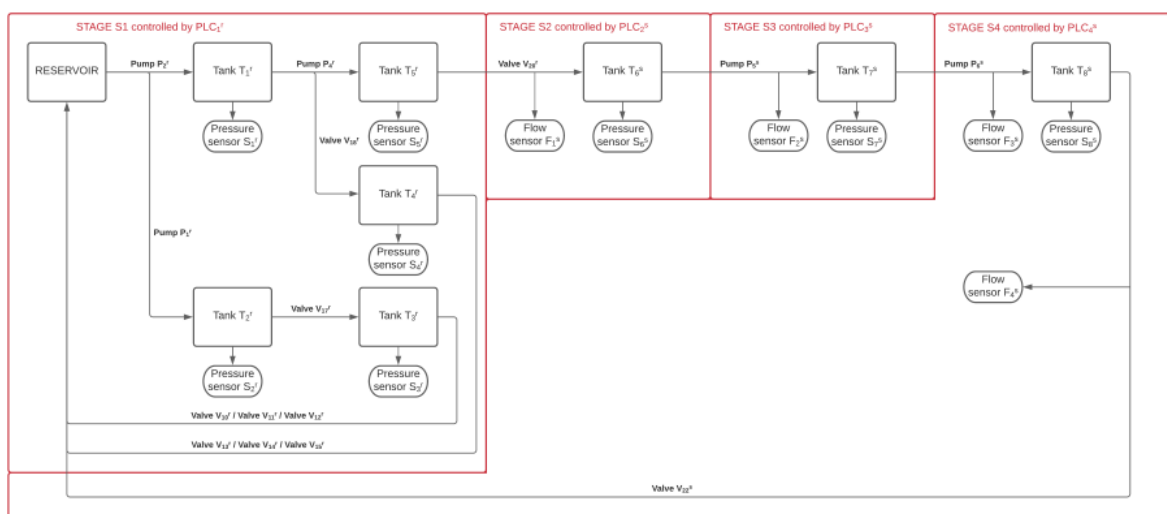 STAGE S1 controlled by PLC₁ʳ
STAGE S2 controlled by PLC₂ˢ
STAGE S3 controlled by PLC₃ˢ
STAGE S4 controlled by PLC₄ˢ
RESERVOIR
Pump P₂ʳ
Tank T₁ʳ
Pump P₄ʳ
Tank T₅ʳ
Valve V₂₀ʳ
Tank T₆ˢ
Pump P₅ˢ
Tank T₇ˢ
Pump P₆ˢ
Tank T₈ˢ
Pressure
sensor S₁ʳ
Valve V₁₈ʳ
Pressure
sensor S₅ʳ
Flow
sensor F₁ˢ
Pressure
sensor S₆ˢ
Flow
sensor F₂ˢ
Pressure
sensor S₇ˢ
Flow
sensor F₃ˢ
Pressure
sensor S₈ˢ
Tank T₄ʳ
Pump P₁ʳ
Pressure
sensor S₄ʳ
Flow
sensor F₄ˢ
Tank T₂ʳ
Valve V₁₇ʳ
Tank T₃ʳ
Pressure
sensor S₂ʳ
Pressure
sensor S₃ʳ
Valve V₁₀ʳ / Valve V₁₁ʳ / Valve V₁₂ʳ
Valve V₁₃ʳ / Valve V₁₄ʳ / Valve V₁₅ʳ
Valve V₂₂ˢ